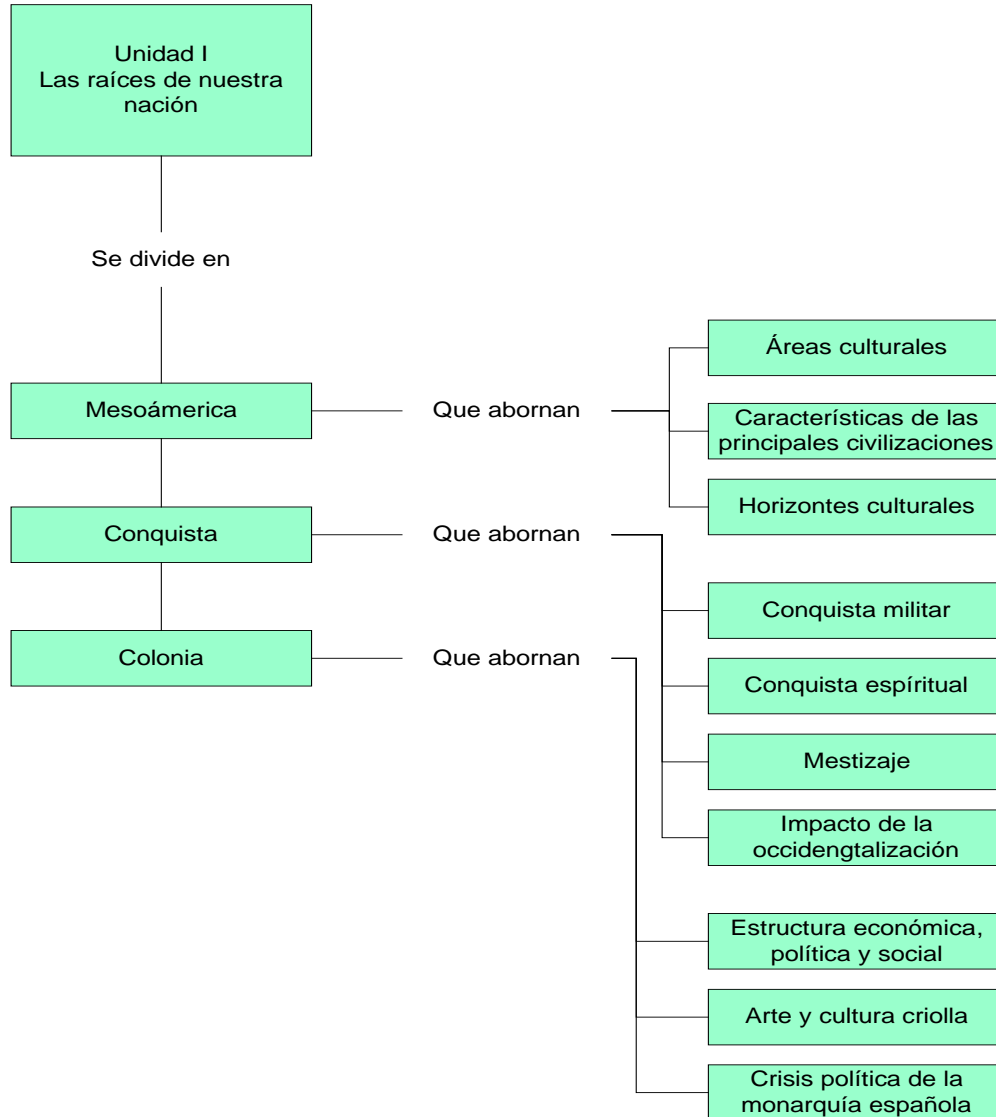 Unidad I
Las raíces de nuestra
nación
Se divide en
Mesoámerica
Que abornan
Áreas culturales
Característicias de las
principales civilizaciones
Horizontes culturales
Conquista
Que abornan
Conquista militar
Conquista espíritual
Mestizaje
Impacto de la
occidengtalización
Colonia
Que abornan
Estructura económica,
política y social
Arte y cultura criolla
Crisis política de la
monarquía española